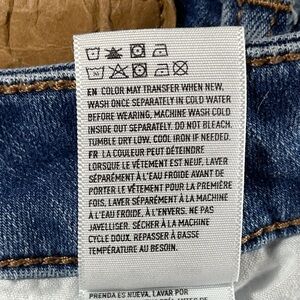 EN COLOR MAY TRANSFER WHEN NEW,
WASH ONCE SEPARATELY IN COLD WATER
BEFORE WEARING, MACHINE WASH COLD
INSIDE OUT SEPARATELY. DO NOT BLEACH.
TUMBLE DRY LOW. COOL IRON IF NEEDED.
FR LA COULEUR PEUT DÉTEINDRE
LORSQUE LE VÊTEMENT EST NEUF, LAVER
SÉPARÉMENT À L'EAU FROIDE AVANT DE
PORTER LE VÊTEMENT POUR LA PREMIÈRE
FOIS, LAVER À LA MACHINE SÉPARÉMENT
À L'EAU FROIDE, À L'ENVERS. NE PAS
JAVELLISER. SÉCHER À LA MACHINE
CYCLE DOUX. REPASSER À BASSE
TEMPÉRATURE AU BESOIN.
PRENDA ES NUEVA, LAVAR POR